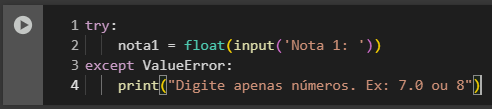 1 try:
2     nota1 = float(input('Nota 1: '))
3 except ValueError:
4     print("Digite apenas números. Ex: 7.0 ou 8")